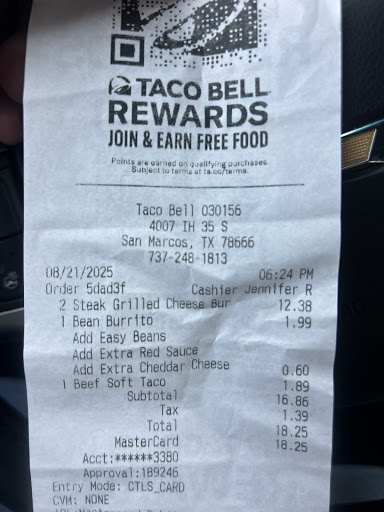 TACO BELL
REWARDS
JOIN & EARN FREE FOOD
Points are earned on qualifying purchases.
Subject to terms at ta.co/terms.
Taco Bell 030156
4007 IH 35 S
San Marcos, TX 78666
737-248-1813
08/21/2025 06:24 PM
Order 5dad3f Cashier Jennifer R
2 Steak Grilled Cheese Bur 12.38
1 Bean Burrito 1.99
Add Easy Beans
Add Extra Red Sauce
Add Extra Cheddar Cheese 0.60
1 Beef Soft Taco 1.89
Subtotal 16.86
Tax 1.39
Total 18.25
MasterCard 18.25
Acct:******3380
Approval:189246
Entry Mode: CTLS_CARD
CVM: NONE